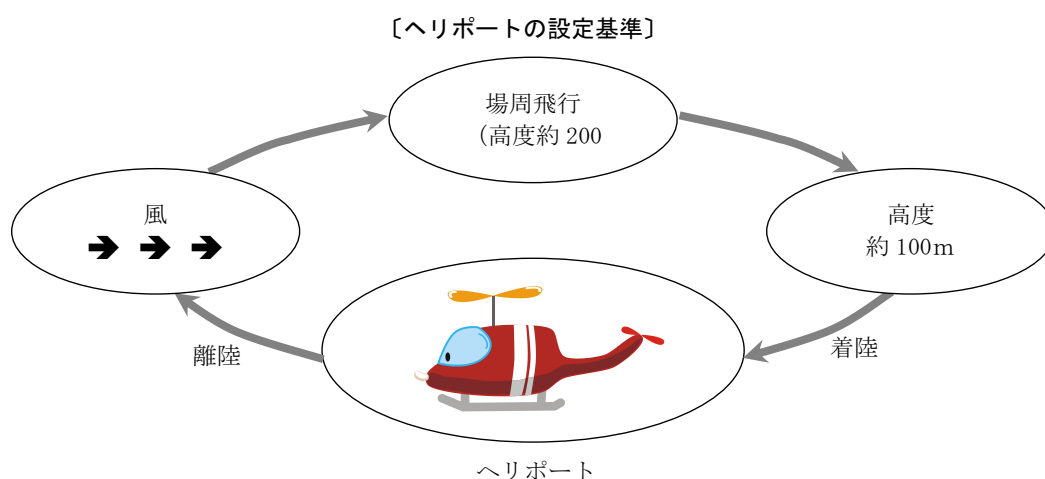 〔ヘリポートの設定基準〕
場周飛行
(高度約 200
風
高度
約 100m
離陸
着陸
ヘリポート